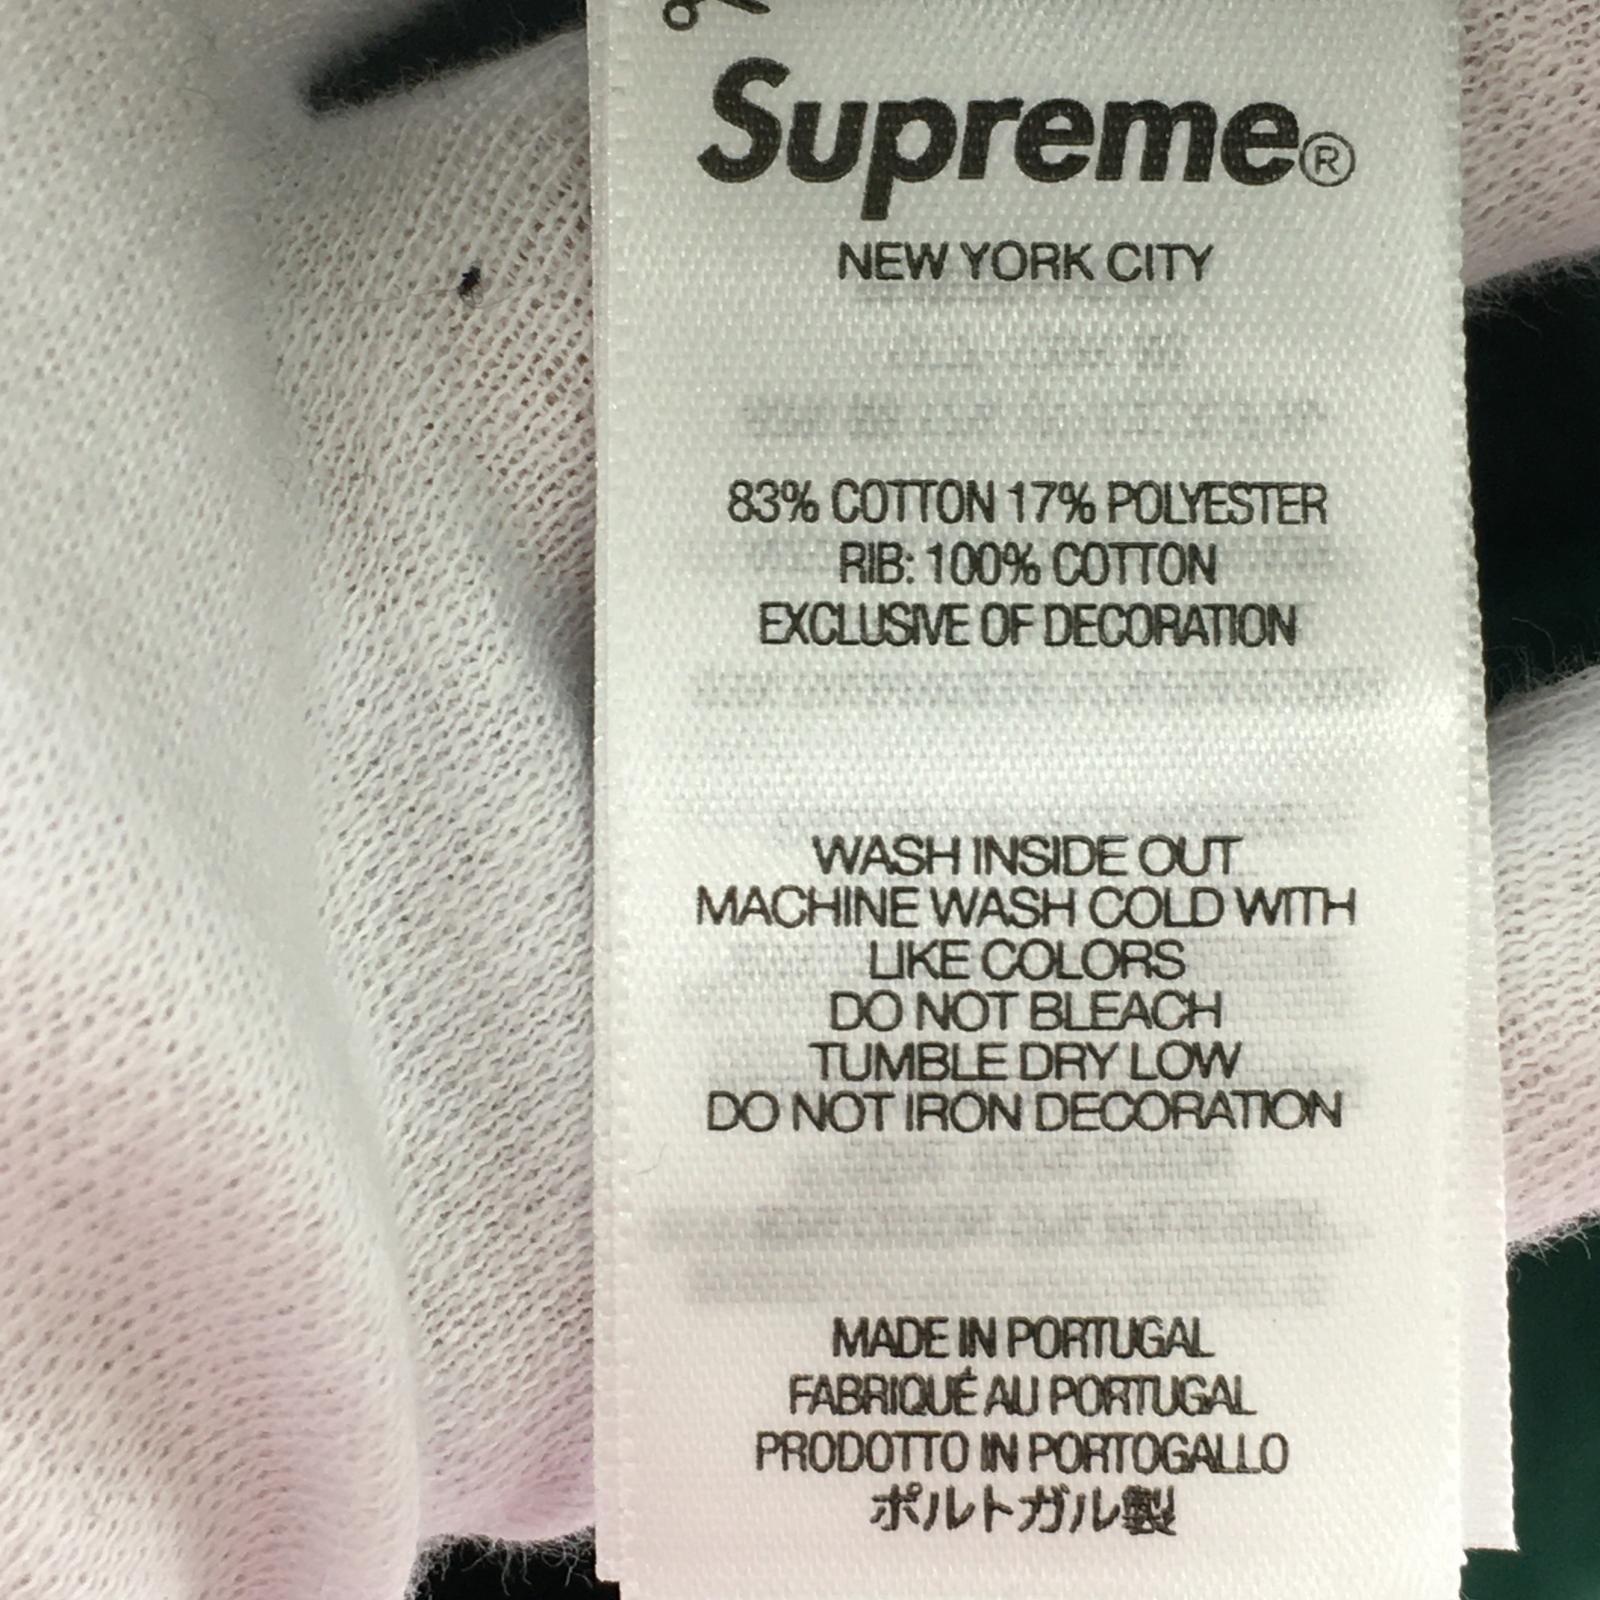 Supreme®
NEW YORK CITY
83% COTTON 17% POLYESTER
RIB: 100% COTTON
EXCLUSIVE OF DECORATION
WASH INSIDE OUT
MACHINE WASH COLD WITH
LIKE COLORS
DO NOT BLEACH
TUMBLE DRY LOW
DO NOT IRON DECORATION
MADE IN PORTUGAL
FABRIQUÉ AU PORTUGAL
PRODOTTO IN PORTOGALLO
ポルトガル製